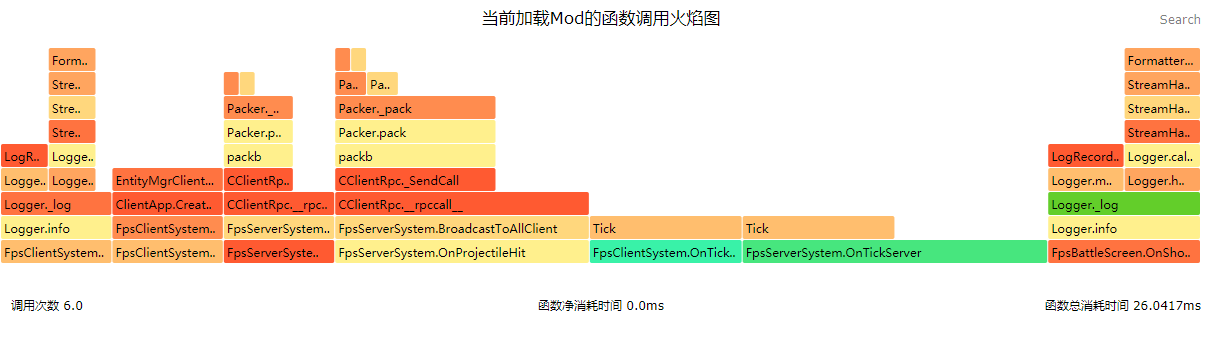 当前加载Mod的函数调用火焰图
Search
Form..
Formatter...
Stre..
Pa..
Pa..
StreamHa..
Stre..
Packer._..
Packer._pack
StreamHa..
Stre..
Packer.p..
Packer.pack
StreamHa..
LogR..
Logge..
packb
packb
LogRecord..
Logger.cal..
Logge..
Logge..
EntityMgrClient...
CClientRp..
CClientRpc._SendCall
Logger.m..
Logger.h..
Logger._log
ClientApp.Creat..
CClientRpc.__rpc..
CClientRpc.__rpccall__
Logger._log
Logger.info
FpsClientSystem..
FpsServerSystem..
FpsServerSystem.BroadcastToAllClient
Tick
Tick
Logger.info
FpsClientSystem..
FpsClientSystem..
FpsServerSyste..
FpsServerSystem.OnProjectileHit
FpsClientSystem.OnTick..
FpsServerSystem.OnTickServer
FpsBattleScreen.OnSho..
调用次数 6.0
函数净消耗时间 0.0ms
函数总消耗时间 26.0417ms